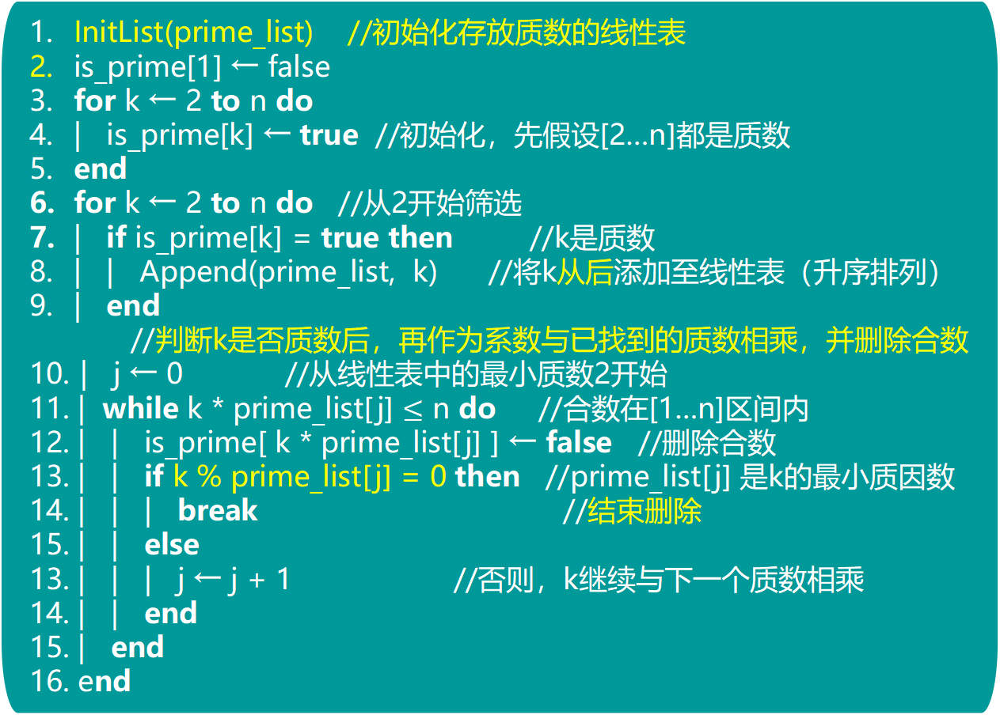 1. InitList(prime_list) //初始化存放质数的线性表
2. is_prime[1] ← false
3. for k ← 2 to n do
4. | is_prime[k] ← true //初始化，先假设[2...n]都是质数
5. end
6. for k ← 2 to n do //从2开始筛选
7. | if is_prime[k] = true then //k是质数
8. | | Append(prime_list, k) //将k从后添加至线性表（升序排列）
9. | end
//判断k是否质数后，再作为系数与已找到的质数相乘，并删除合数
10. | j ← 0 //从线性表中的最小质数2开始
11. | while k * prime_list[j] ≤ n do //合数在[1...n]区间内
12. | | is_prime[ k * prime_list[j] ] ← false //删除合数
13. | | if k % prime_list[j] = 0 then //prime_list[j] 是k的最小质因数
14. | | | break //结束删除
15. | | else
13. | | | j ← j + 1 //否则，k继续与下一个质数相乘
14. | | end
15. | end
16. end